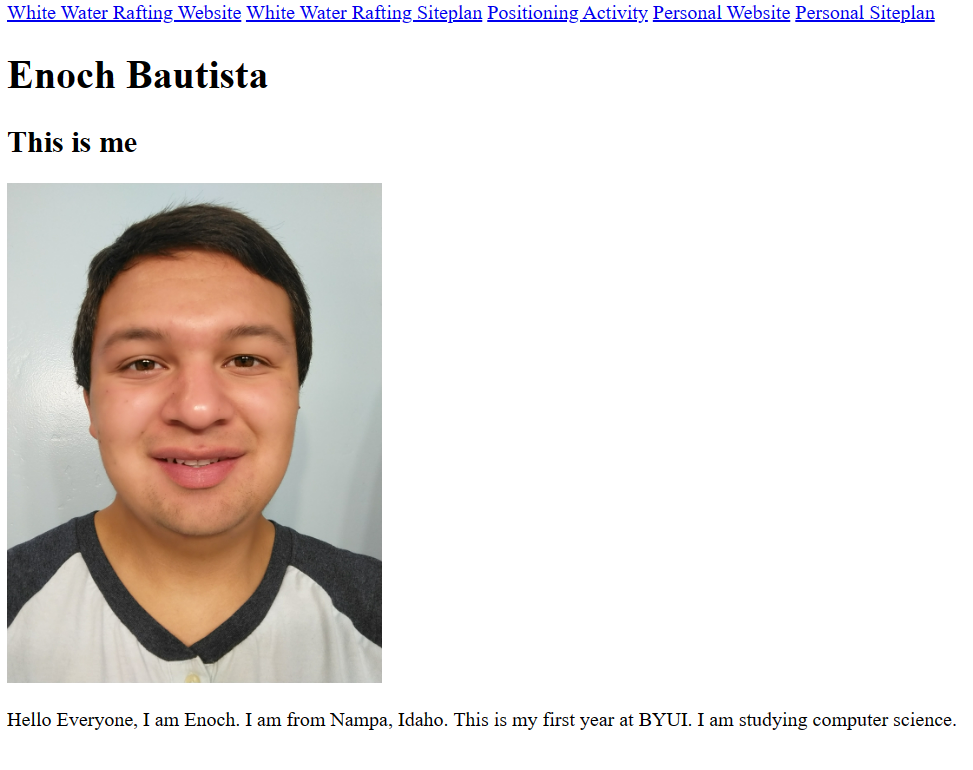 White Water Rafting Website White Water Rafting Siteplan Positioning Activity Personal Website Personal Siteplan
Enoch Bautista
This is me
Hello Everyone, I am Enoch. I am from Nampa, Idaho. This is my first year at BYUI. I am studying computer science.